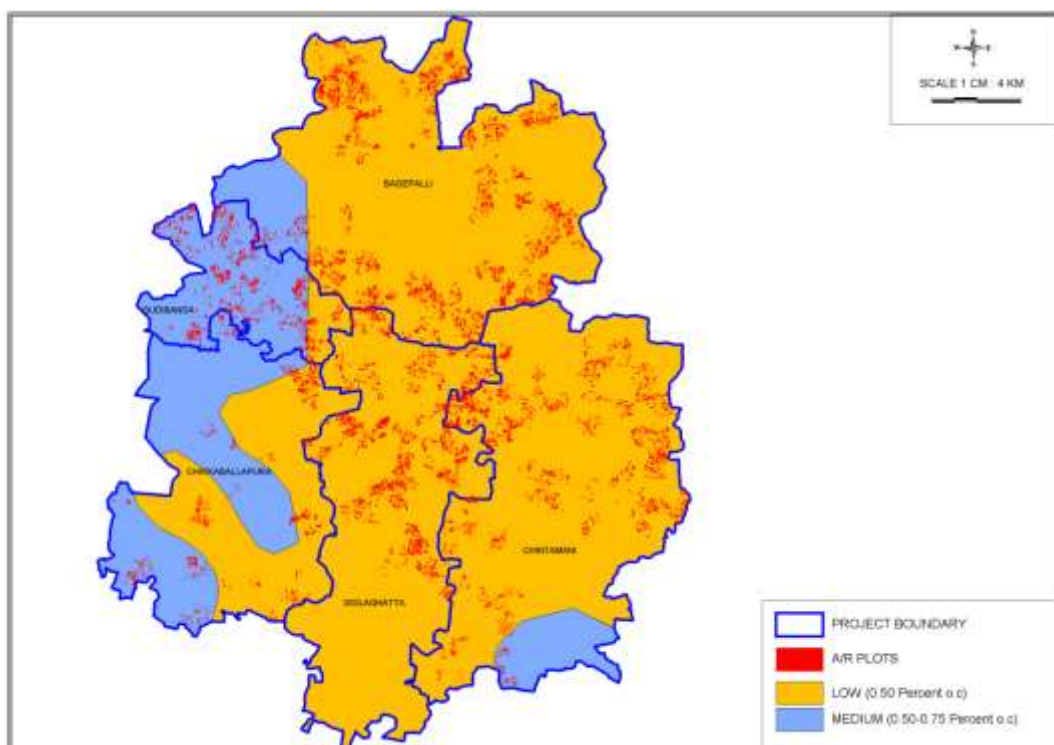 N
SCALE 1 CM : 4 KM
BAGEPALLI
GUDIBANDA
CHIKKABALLAPURA
CHINTAMANI
SIDLAGHATTA
PROJECT BOUNDARY
A/R PLOTS
LOW (0.50 Percent o.c)
MEDIUM (0.50-0.75 Percent o.c)